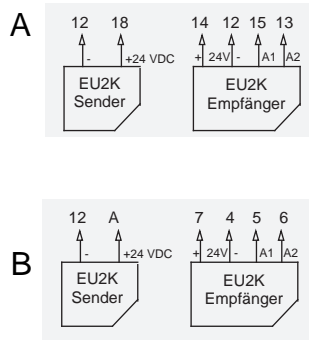 A
12 18 14 12 15 13
- +24 VDC + 24V - A1 A2
EU2K EU2K
Sender Empfänger
B
12 A 7 4 5 6
- +24 VDC + 24V - A1 A2
EU2K EU2K
Sender Empfänger